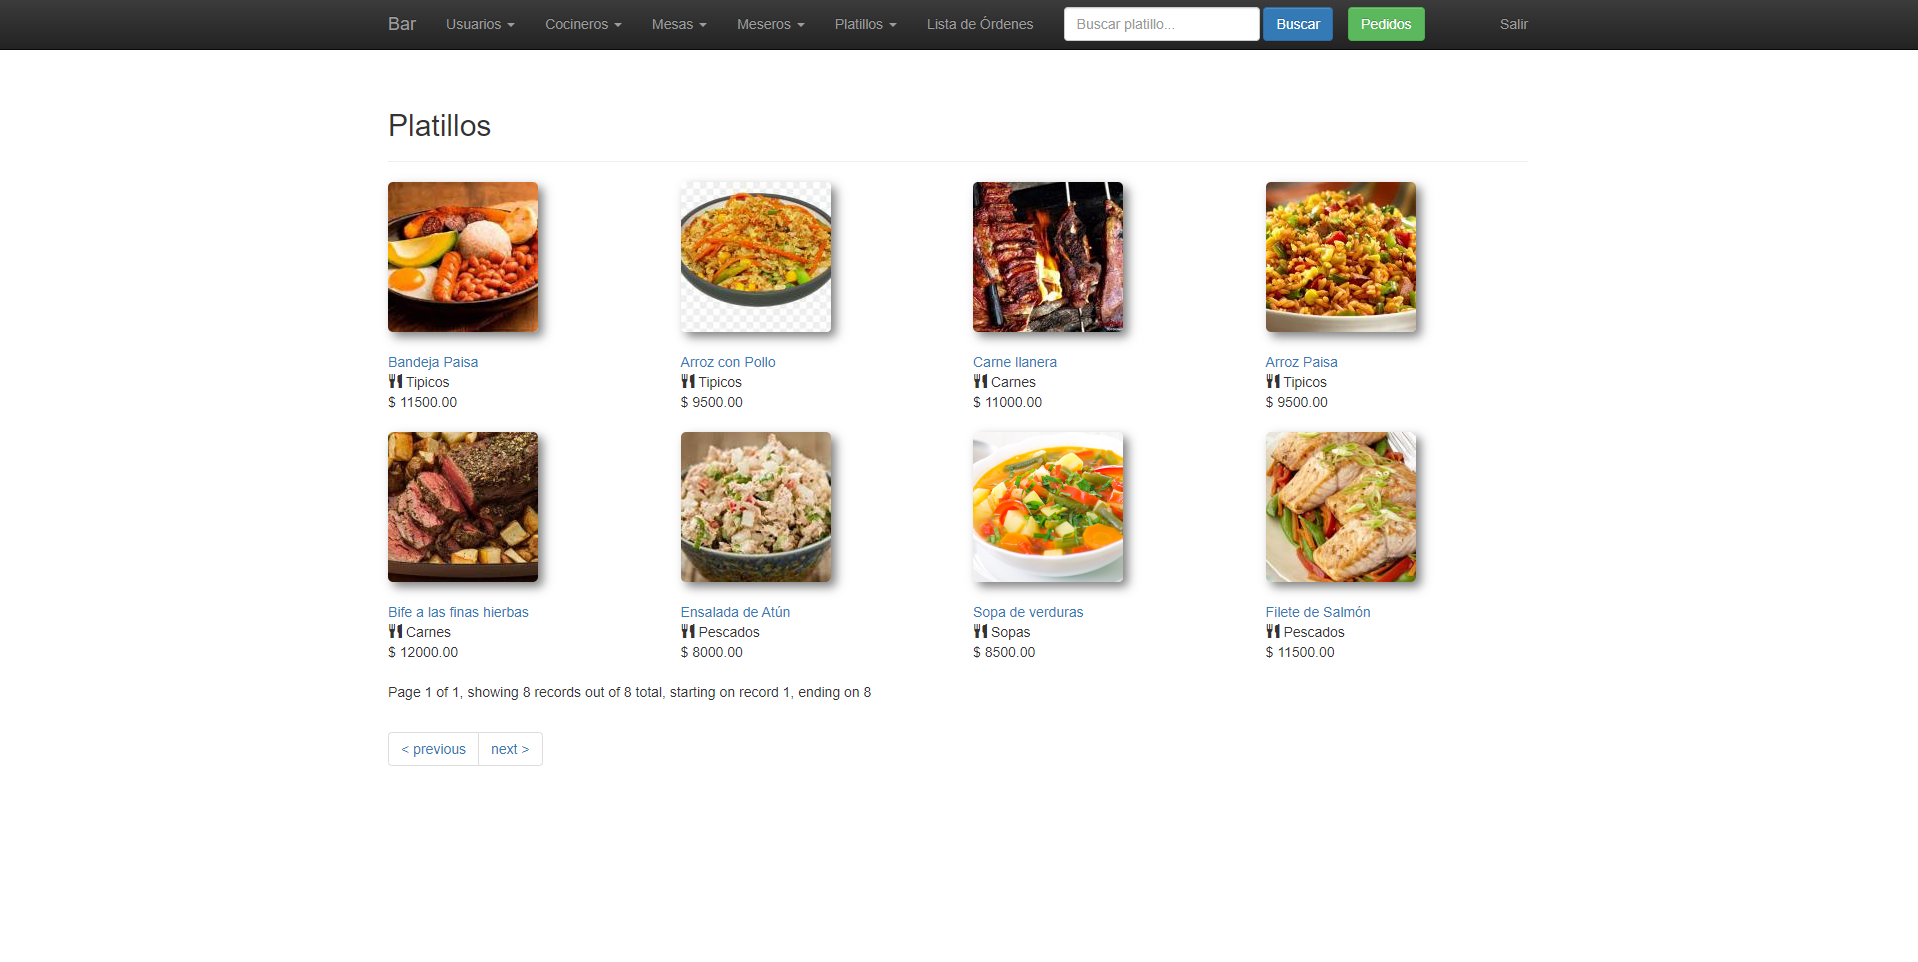 Bar Usuarios Cocineros Mesas Meseros Platillos Lista de Órdenes Buscar platillo... Buscar Pedidos Salir
Platillos
Bandeja Paisa Arroz con Pollo Carne llanera Arroz Paisa
Tipicos Tipicos Carnes Tipicos
$ 11500.00 $ 9500.00 $ 11000.00 $ 9500.00
Bife a las finas hierbas Ensalada de Atún Sopa de verduras Filete de Salmón
Carnes Pescados Sopas Pescados
$ 12000.00 $ 8000.00 $ 8500.00 $ 11500.00
Page 1 of 1, showing 8 records out of 8 total, starting on record 1, ending on 8
< previous next >